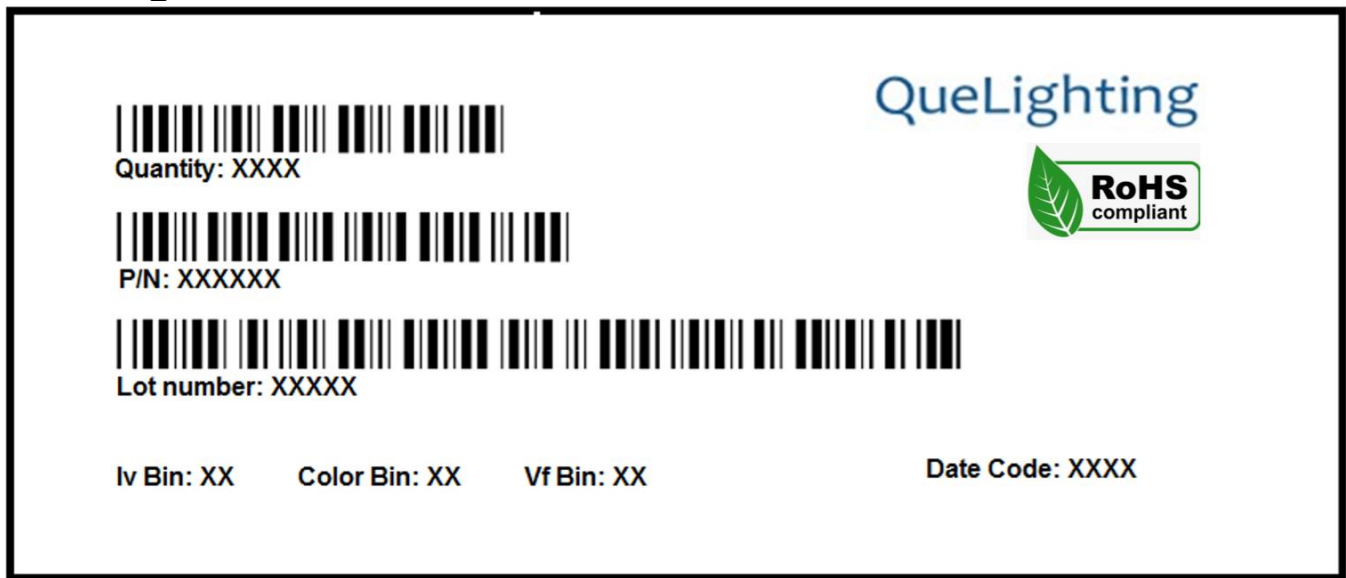 QueLighting
Quantity: XXXX
RoHS
compliant
P/N: XXXXXX
Lot number: XXXXX
Iv Bin: XX Color Bin: XX Vf Bin: XX Date Code: XXXX